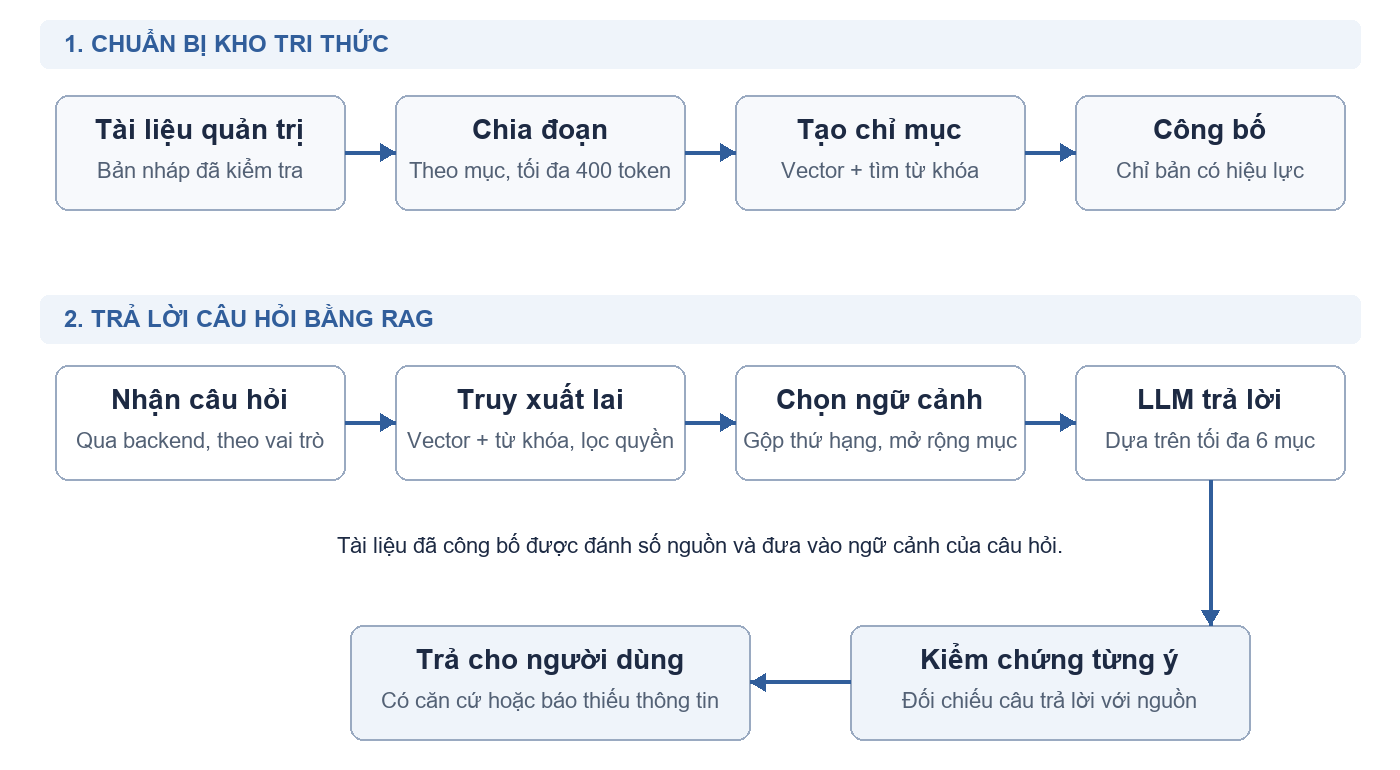 1. CHUẨN BỊ KHO TRI THỨC
Tài liệu quản trị
Bản nháp đã kiểm tra
Chia đoạn
Theo mục, tối đa 400 token
Tạo chỉ mục
Vector + tìm từ khóa
Công bố
Chỉ bản có hiệu lực
2. TRẢ LỜI CÂU HỎI BẰNG RAG
Nhận câu hỏi
Qua backend, theo vai trò
Truy xuất lai
Vector + từ khóa, lọc quyền
Chọn ngữ cảnh
Gộp thứ hạng, mở rộng mục
LLM trả lời
Dựa trên tối đa 6 mục
Tài liệu đã công bố được đánh số nguồn và đưa vào ngữ cảnh của câu hỏi.
Trả cho người dùng
Có căn cứ hoặc báo thiếu thông tin
Kiểm chứng từng ý
Đối chiếu câu trả lời với nguồn